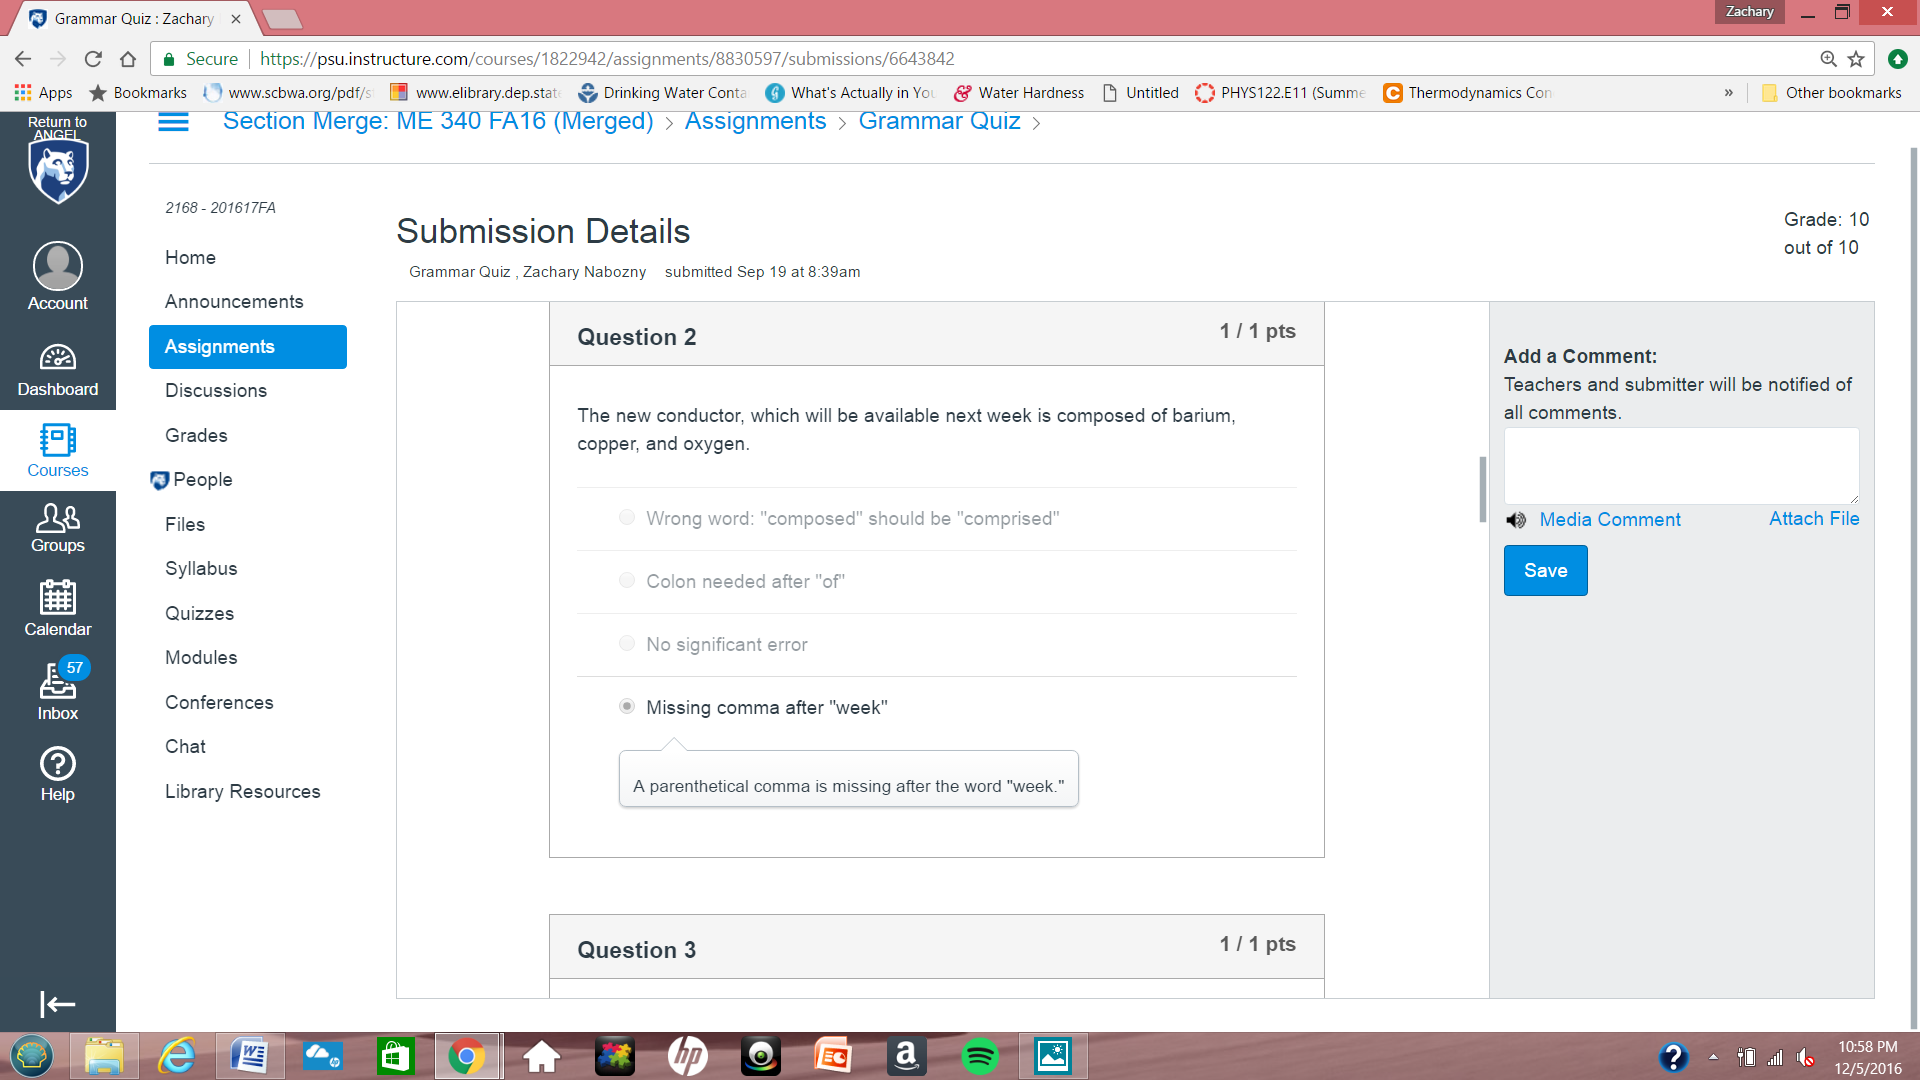 Grammar Quiz : Zachary
Zachary
Secure https://psu.instructure.com/courses/1822942/assignments/8830597/submissions/6643842
Apps Bookmarks www.scbwa.org/pdf/s www.elibrary.dep.stat Drinking Water Conta What's Actually in Yo Water Hardness Untitled PHYS122.E11 (Summe Thermodynamics Con » Other bookmarks
Return to
ANGEL
Section Merge: ME 340 FA16 (Merged) > Assignments > Grammar Quiz >
2168 - 201617FA
Submission Details
Grade: 10
out of 10
Grammar Quiz , Zachary Nabozny submitted Sep 19 at 8:39am
Home
Announcements
Assignments
Discussions
Grades
People
Files
Syllabus
Quizzes
Modules
Conferences
Chat
Library Resources
Account
Dashboard
Courses
Groups
Calendar
57
Inbox
Help
Question 2 1 / 1 pts
The new conductor, which will be available next week is composed of barium,
copper, and oxygen.
Wrong word: "composed" should be "comprised"
Colon needed after "of"
No significant error
Missing comma after "week"
A parenthetical comma is missing after the word "week."
Question 3 1 / 1 pts
Add a Comment:
Teachers and submitter will be notified of
all comments.
Media Comment Attach File
Save
10:58 PM
12/5/2016